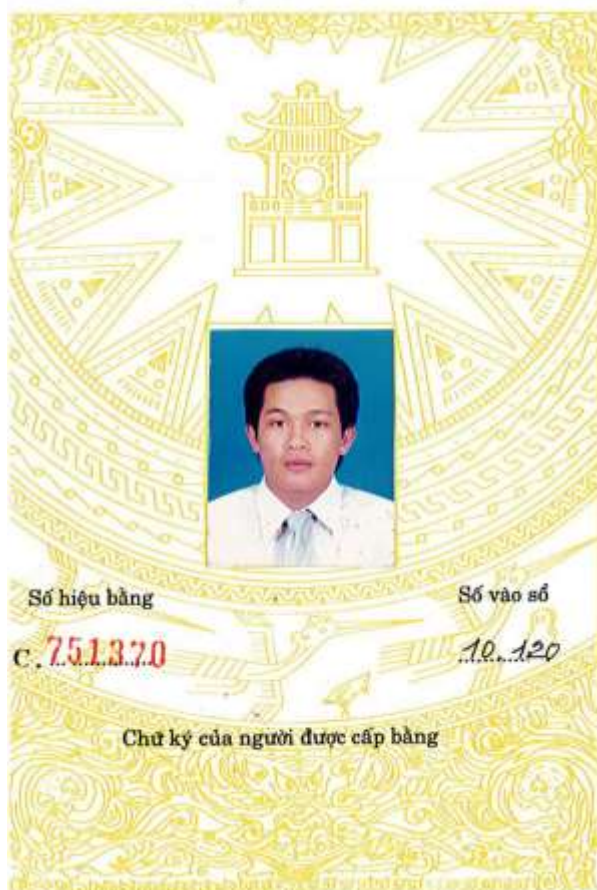 Số hiệu bằng
Số vào sổ
C. 751370
10.120
Chữ ký của người được cấp bằng